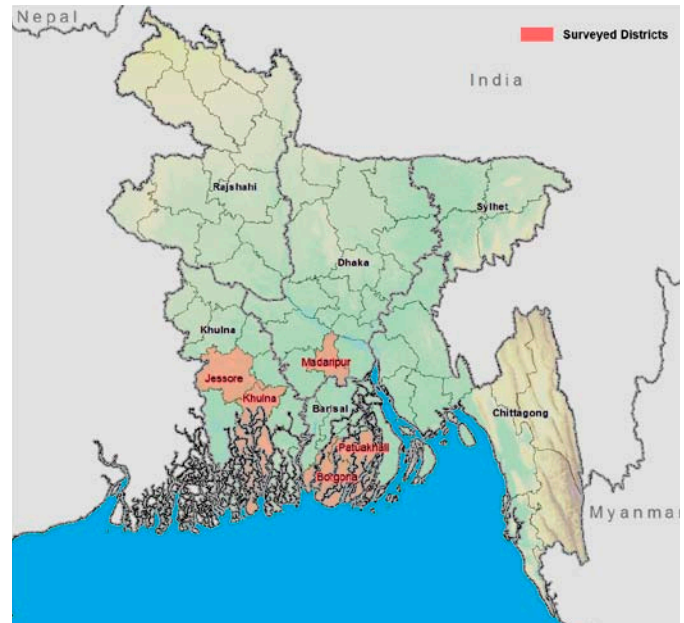 Nepal
Surveyed Districts
India
Rajshahi
Sylhet
Dhaka
Khulna
Madaripur
Jessore
Khulna
Barisal
Chittagong
Patuakhali
Borgona
Myanmar